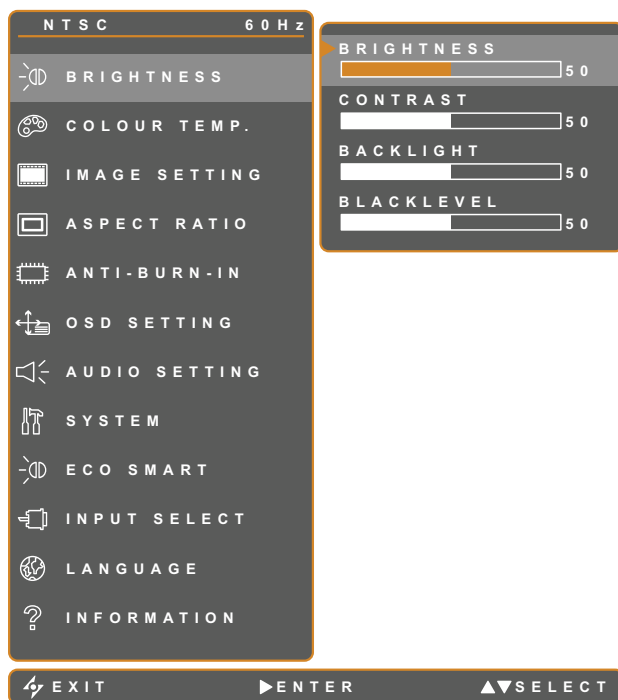 NTSC 60Hz
BRIGHTNESS
COLOUR TEMP.
IMAGE SETTING
ASPECT RATIO
ANTI-BURN-IN
OSD SETTING
AUDIO SETTING
SYSTEM
ECO SMART
INPUT SELECT
LANGUAGE
INFORMATION
BRIGHTNESS
50
CONTRAST
50
BACKLIGHT
50
BLACKLEVEL
50
EXIT ENTER SELECT